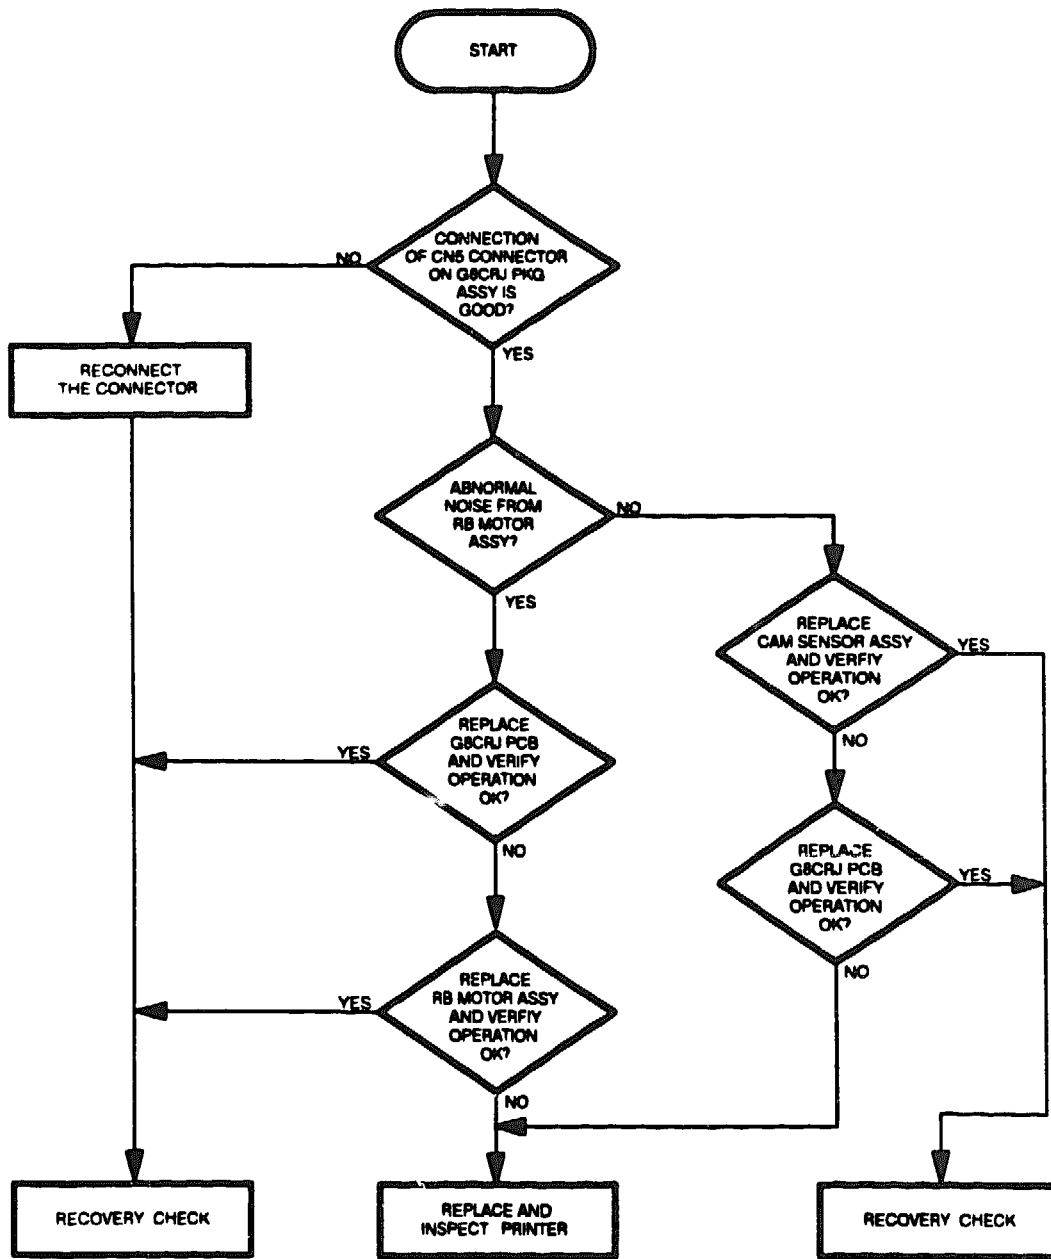 START
CONNECTION
OF CN5 CONNECTOR
ON G8CRJ PKG
ASSY IS
GOOD?
NO
YES
RECONNECT
THE CONNECTOR
ABNORMAL
NOISE FROM
RB MOTOR
ASSY?
NO
YES
REPLACE
CAM SENSOR ASSY
AND VERFIY
OPERATION
OK?
YES
NO
REPLACE
G8CRJ PCB
AND VERIFY
OPERATION
OK?
YES
NO
REPLACE
G8CRJ PCB
AND VERIFY
OPERATION
OK?
YES
NO
REPLACE
RB MOTOR ASSY
AND VERFIY
OPERATION
OK?
YES
NO
RECOVERY CHECK
REPLACE AND
INSPECT PRINTER
RECOVERY CHECK